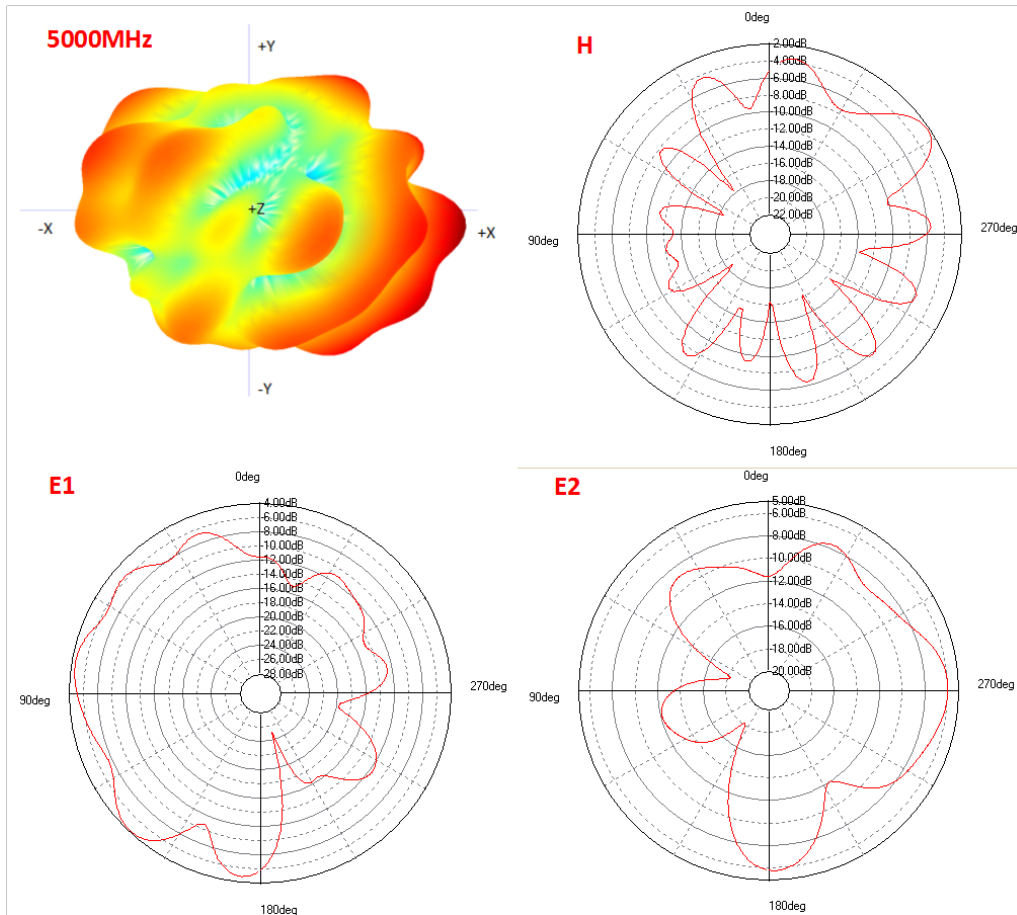 5000MHz
+Y
-X
+Z
+X
-Y
H
0deg
2.00dB
4.00dB
6.00dB
8.00dB
10.00dB
12.00dB
14.00dB
16.00dB
18.00dB
20.00dB
22.00dB
90deg
270deg
180deg
E1
0deg
4.00dB
6.00dB
8.00dB
10.00dB
12.00dB
14.00dB
16.00dB
18.00dB
20.00dB
22.00dB
24.00dB
26.00dB
28.00dB
90deg
270deg
180deg
E2
0deg
5.00dB
6.00dB
8.00dB
10.00dB
12.00dB
14.00dB
16.00dB
18.00dB
20.00dB
90deg
270deg
180deg